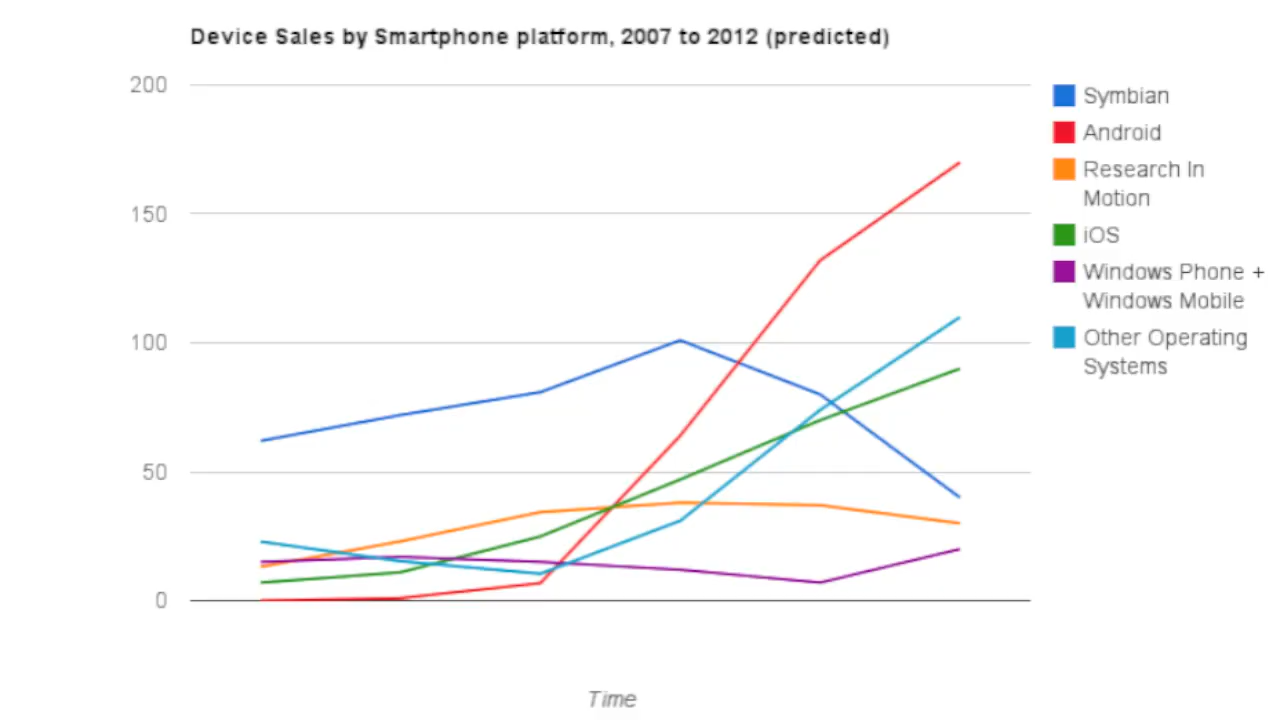 Device Sales by Smartphone platform, 2007 to 2012 (predicted)
200
150
100
50
0
Symbian
Android
Research In
Motion
iOS
Windows Phone +
Windows Mobile
Other Operating
Systems
Time